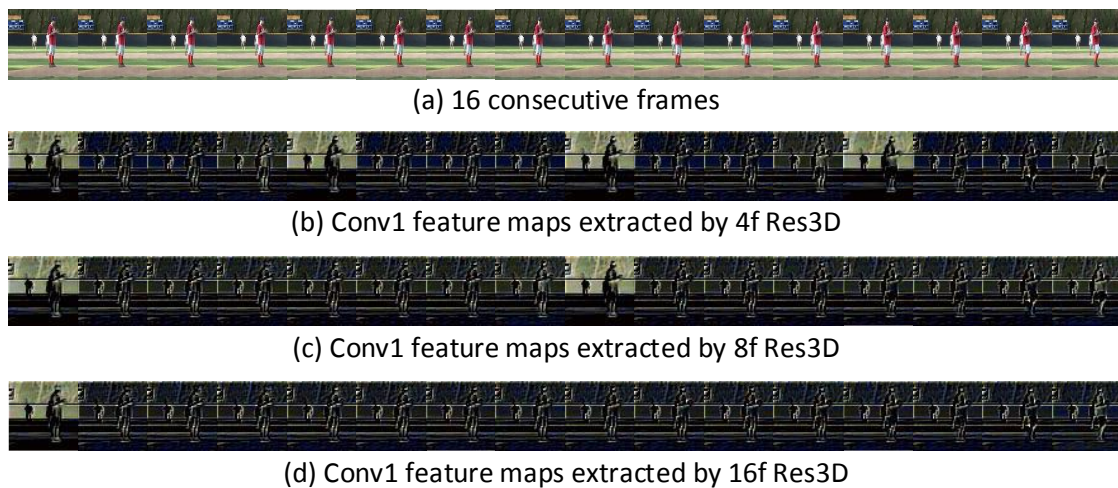 (a) 16 consecutive frames
(b) Conv1 feature maps extracted by 4f Res3D
(c) Conv1 feature maps extracted by 8f Res3D
(d) Conv1 feature maps extracted by 16f Res3D